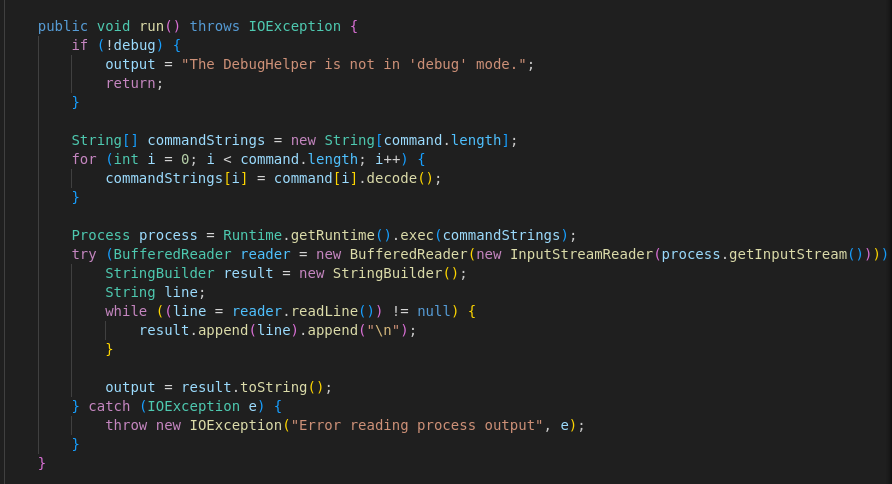 public void run() throws IOException {
    if (!debug) {
        output = "The DebugHelper is not in 'debug' mode.";
        return;
    }

    String[] commandStrings = new String[command.length];
    for (int i = 0; i < command.length; i++) {
        commandStrings[i] = command[i].decode();
    }

    Process process = Runtime.getRuntime().exec(commandStrings);
    try (BufferedReader reader = new BufferedReader(new InputStreamReader(process.getInputStream())))
        StringBuilder result = new StringBuilder();
        String line;
        while ((line = reader.readLine()) != null) {
            result.append(line).append("\n");
        }

        output = result.toString();
    } catch (IOException e) {
        throw new IOException("Error reading process output", e);
    }
}